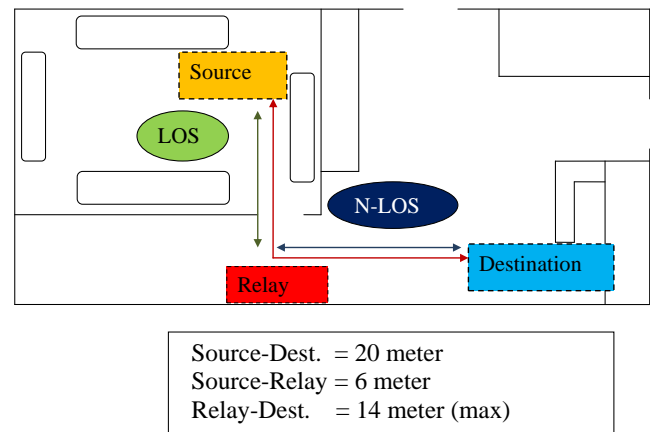 Source
LOS
N-LOS
Destination
Relay
Source-Dest. = 20 meter
Source-Relay = 6 meter
Relay-Dest. = 14 meter (max)